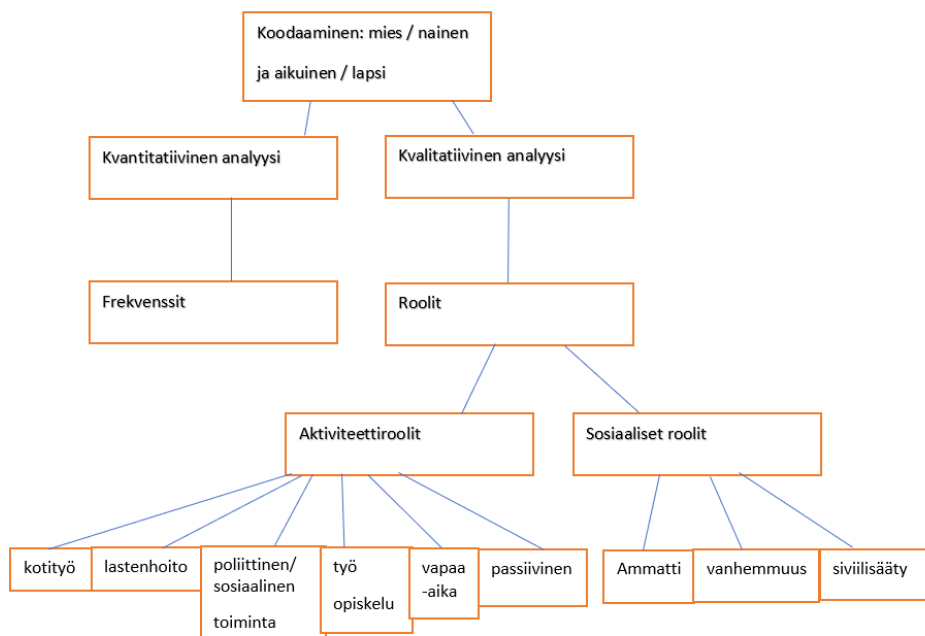 Koodaaminen: mies / nainen
ja aikuinen / lapsi
Kvantitatiivinen analyysi
Kvalitatiivinen analyysi
Frekvenssit
Roolit
Aktiviteettiroolit
Sosiaaliset roolit
kotityö
lastenhoito
poliittinen/
sosiaalinen
toiminta
työ
opiskelu
vapaa
-aika
passiivinen
Ammatti
vanhemmuus
siviilisääty